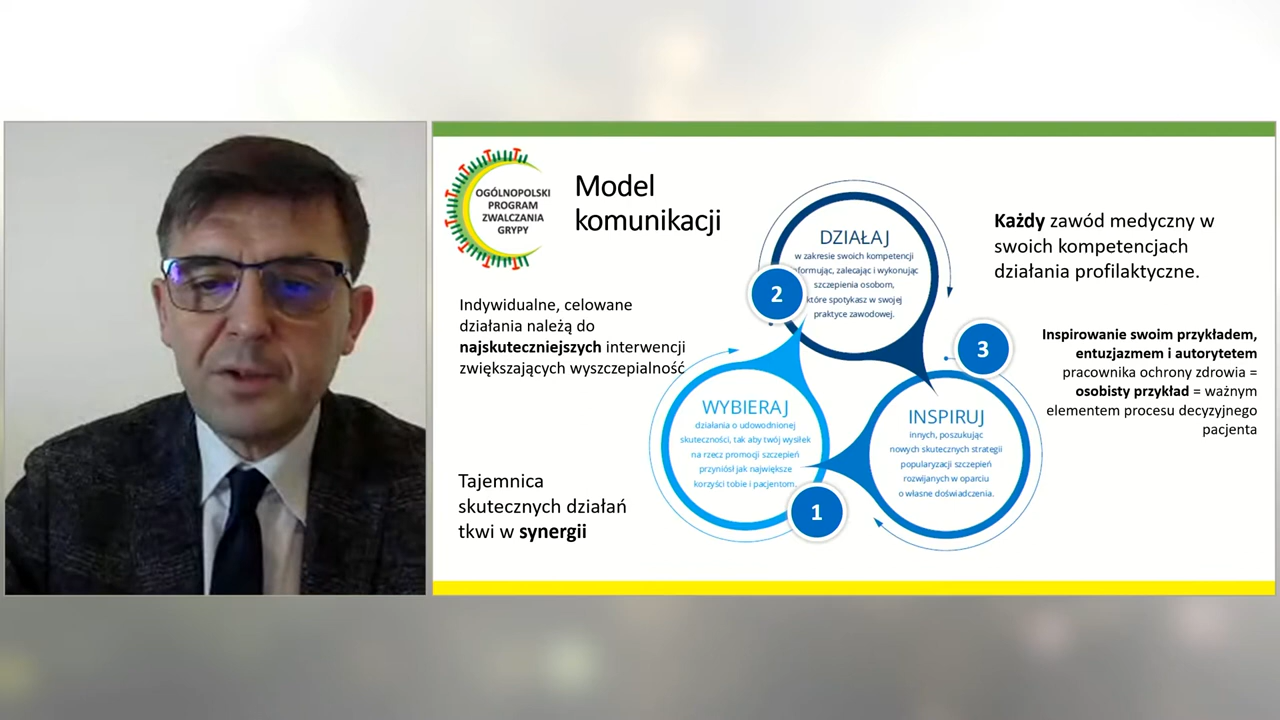 OGÓLNOPOLSKI
PROGRAM
ZWALCZANIA
GRYPY
Model
komunikacji
Indywidualne, celowane
działania należą do
najskuteczniejszych interwencji
zwiększających wyszczepialność
Tajemnica
skutecznych działań
tkwi w synergii
DZIAŁAJ
w zakresie swoich kompetencji
formując, zalecając i wykonując
szczepienia osobom,
które spotykasz w swojej
praktyce zawodowej.
2
WYBIERAJ
działania o udowodnionej
skuteczności, tak aby twój wysiłek
na rzecz promocji szczepień
przyniósł jak największe
korzyści tobie i pacjentom.
1
3
INSPIRUJ
innych, poszukując
nowych skutecznych strategii
popularyzacji szczepień
rozwijanych w oparciu
o własne doświadczenia.
Każdy zawód medyczny w
swoich kompetencjach
działania profilaktyczne.
Inspirowanie swoim przykładem,
entuzjazmem i autorytetem
pracownika ochrony zdrowia =
osobisty przykład = ważnym
elementem procesu decyzyjnego
pacjenta